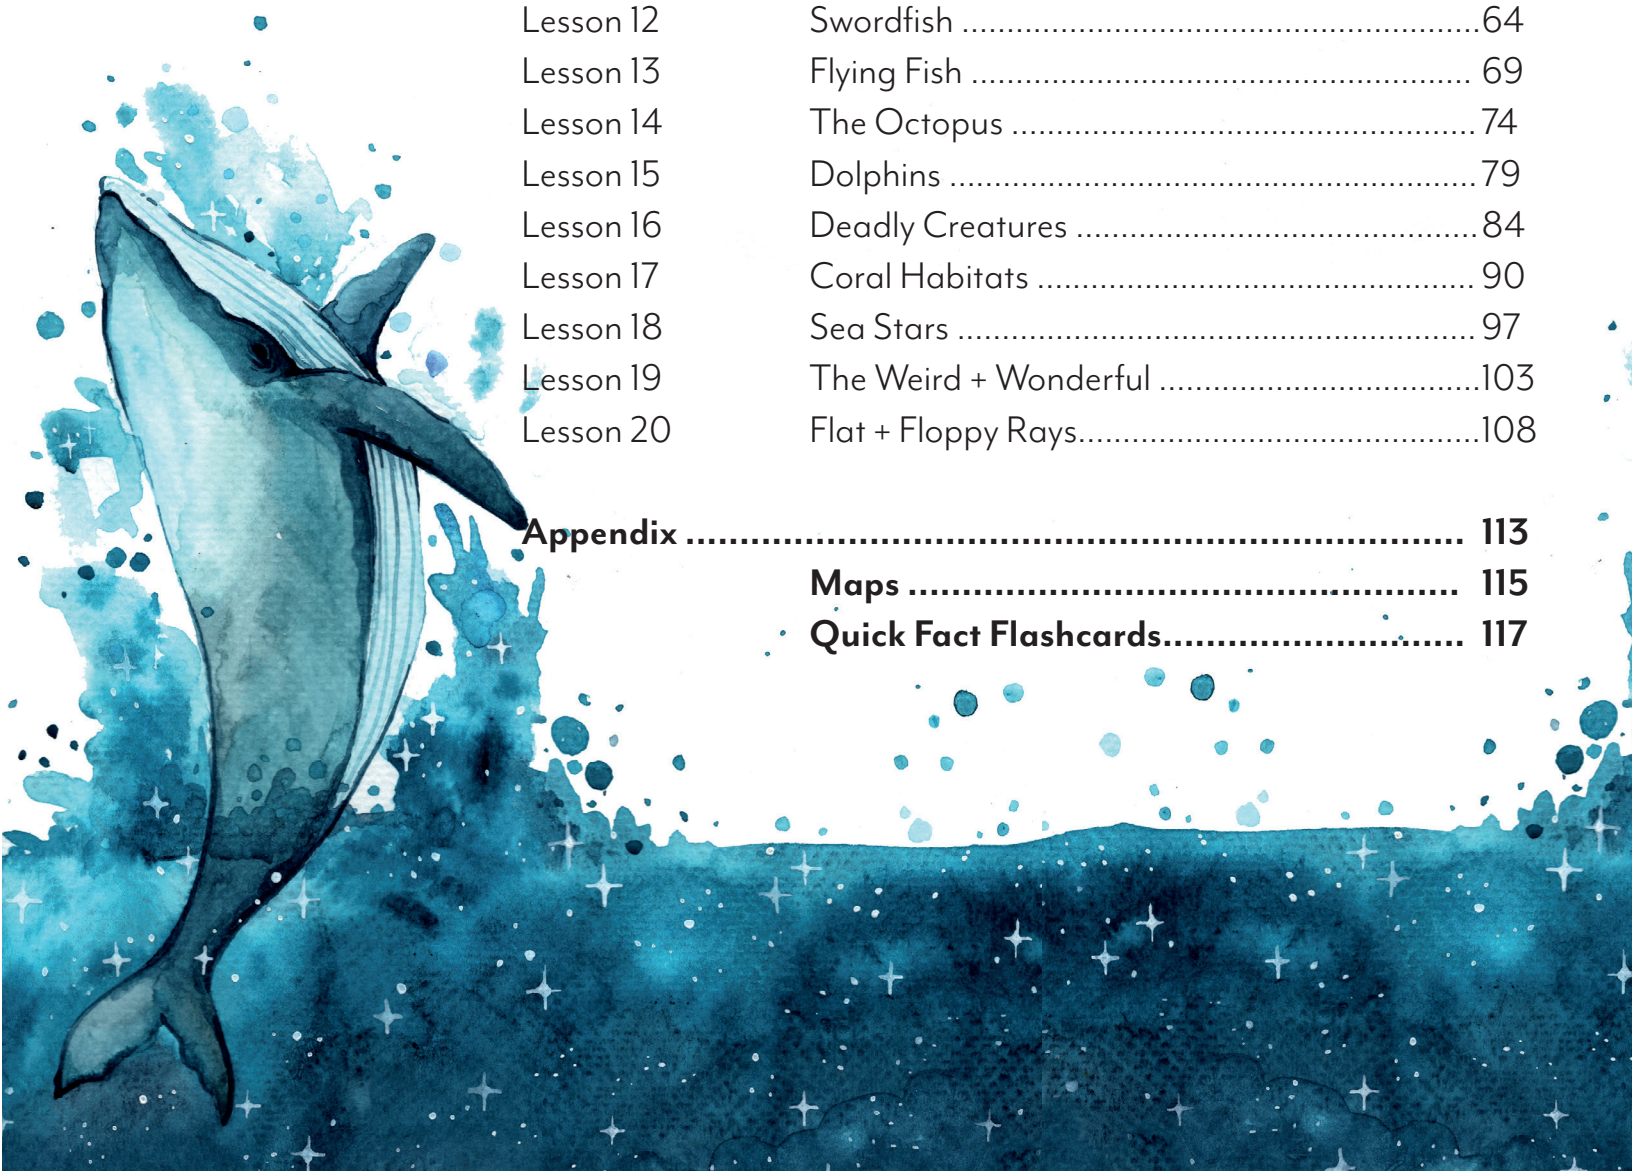 Lesson 12 Swordfish ........................................................ 64
Lesson 13 Flying Fish ....................................................... 69
Lesson 14 The Octopus .................................................. 74
Lesson 15 Dolphins ......................................................... 79
Lesson 16 Deadly Creatures ........................................... 84
Lesson 17 Coral Habitats ............................................... 90
Lesson 18 Sea Stars ........................................................ 97
Lesson 19 The Weird + Wonderful ................................... 103
Lesson 20 Flat + Floppy Rays............................................ 108
Appendix ........................................................................ 113
Maps ................................................... 115
Quick Fact Flashcards............................ 117